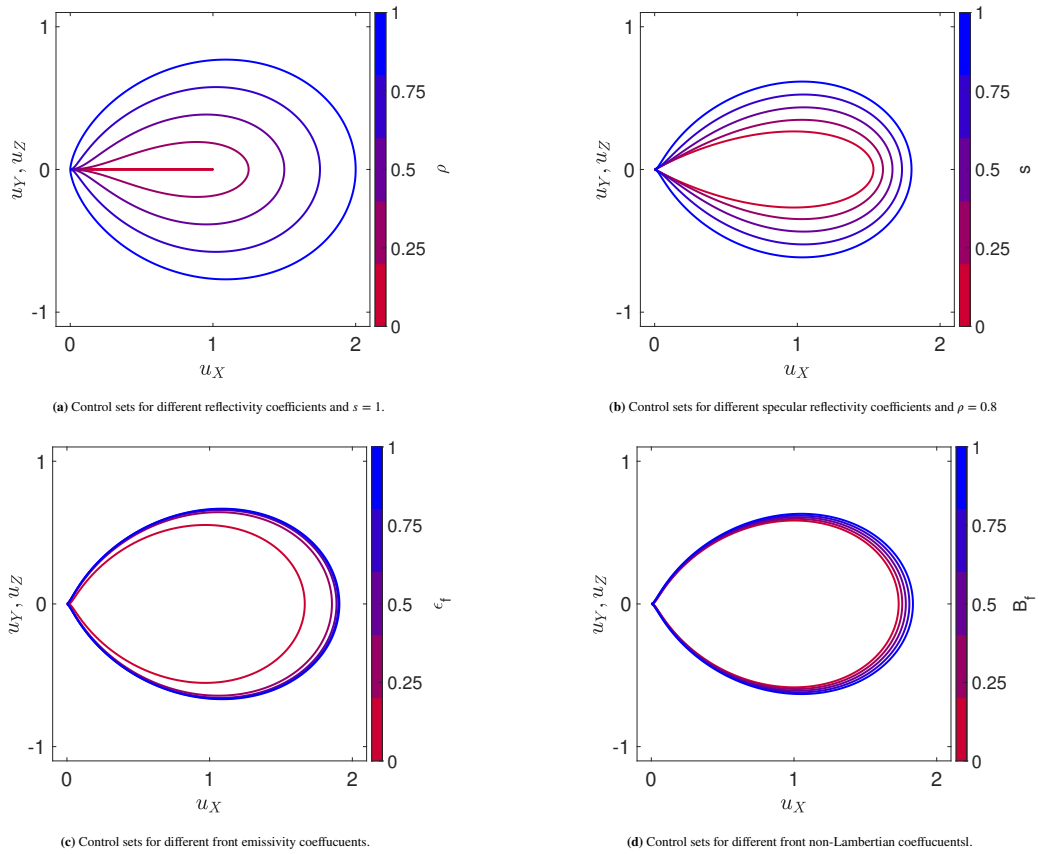 1
0
-1
0
1
2
u_Y, u_Z
u_X
1
0.75
0.5
0.25
0
ρ
(a) Control sets for different reflectivity coefficients and s = 1.
1
0
-1
0
1
2
u_Y, u_Z
u_X
1
0.75
0.5
0.25
0
s
(b) Control sets for different specular reflectivity coefficients and ρ = 0.8
1
0
-1
0
1
2
u_Y, u_Z
u_X
1
0.75
0.5
0.25
0
ϵ_f
(c) Control sets for different front emissivity coeffucuents.
1
0
-1
0
1
2
u_Y, u_Z
u_X
1
0.75
0.5
0.25
0
B_f
(d) Control sets for different front non-Lambertian coeffucuentsl.